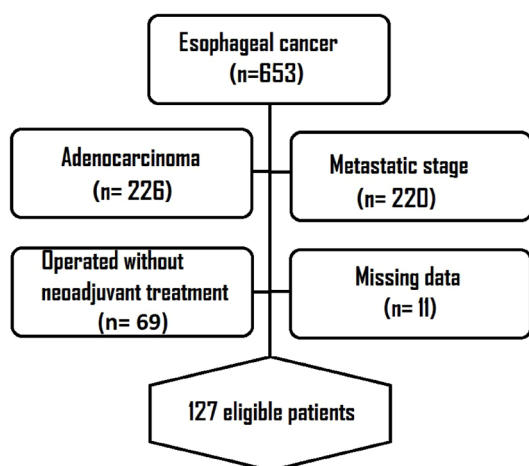 Esophageal cancer
(n=653)
Adenocarcinoma
(n= 226)
Metastatic stage
(n= 220)
Operated without
neoadjuvant treatment
(n= 69)
Missing data
(n= 11)
127 eligible patients